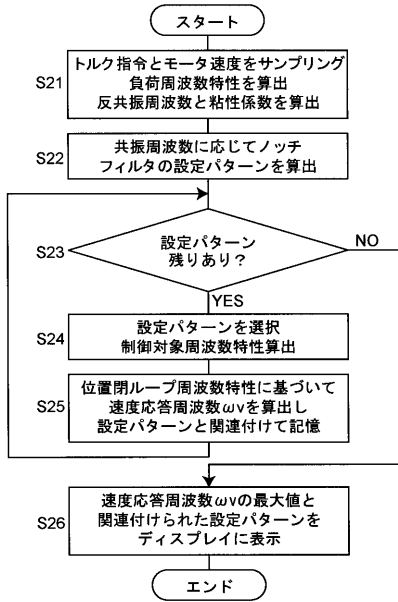 スタート
S21
トルク指令とモータ速度をサンプリング
負荷周波数特性を算出
反共振周波数と粘性係数を算出
S22
共振周波数に応じてノッチ
フィルタの設定パターンを算出
S23
設定パターン
残りあり?
NO
YES
S24
設定パターンを選択
制御対象周波数特性算出
S25
位置閉ループ周波数特性に基づいて
速度応答周波数ωvを算出し
設定パターンと関連付けて記憶
S26
速度応答周波数ωvの最大値と
関連付けられた設定パターンを
ディスプレイに表示
エンド